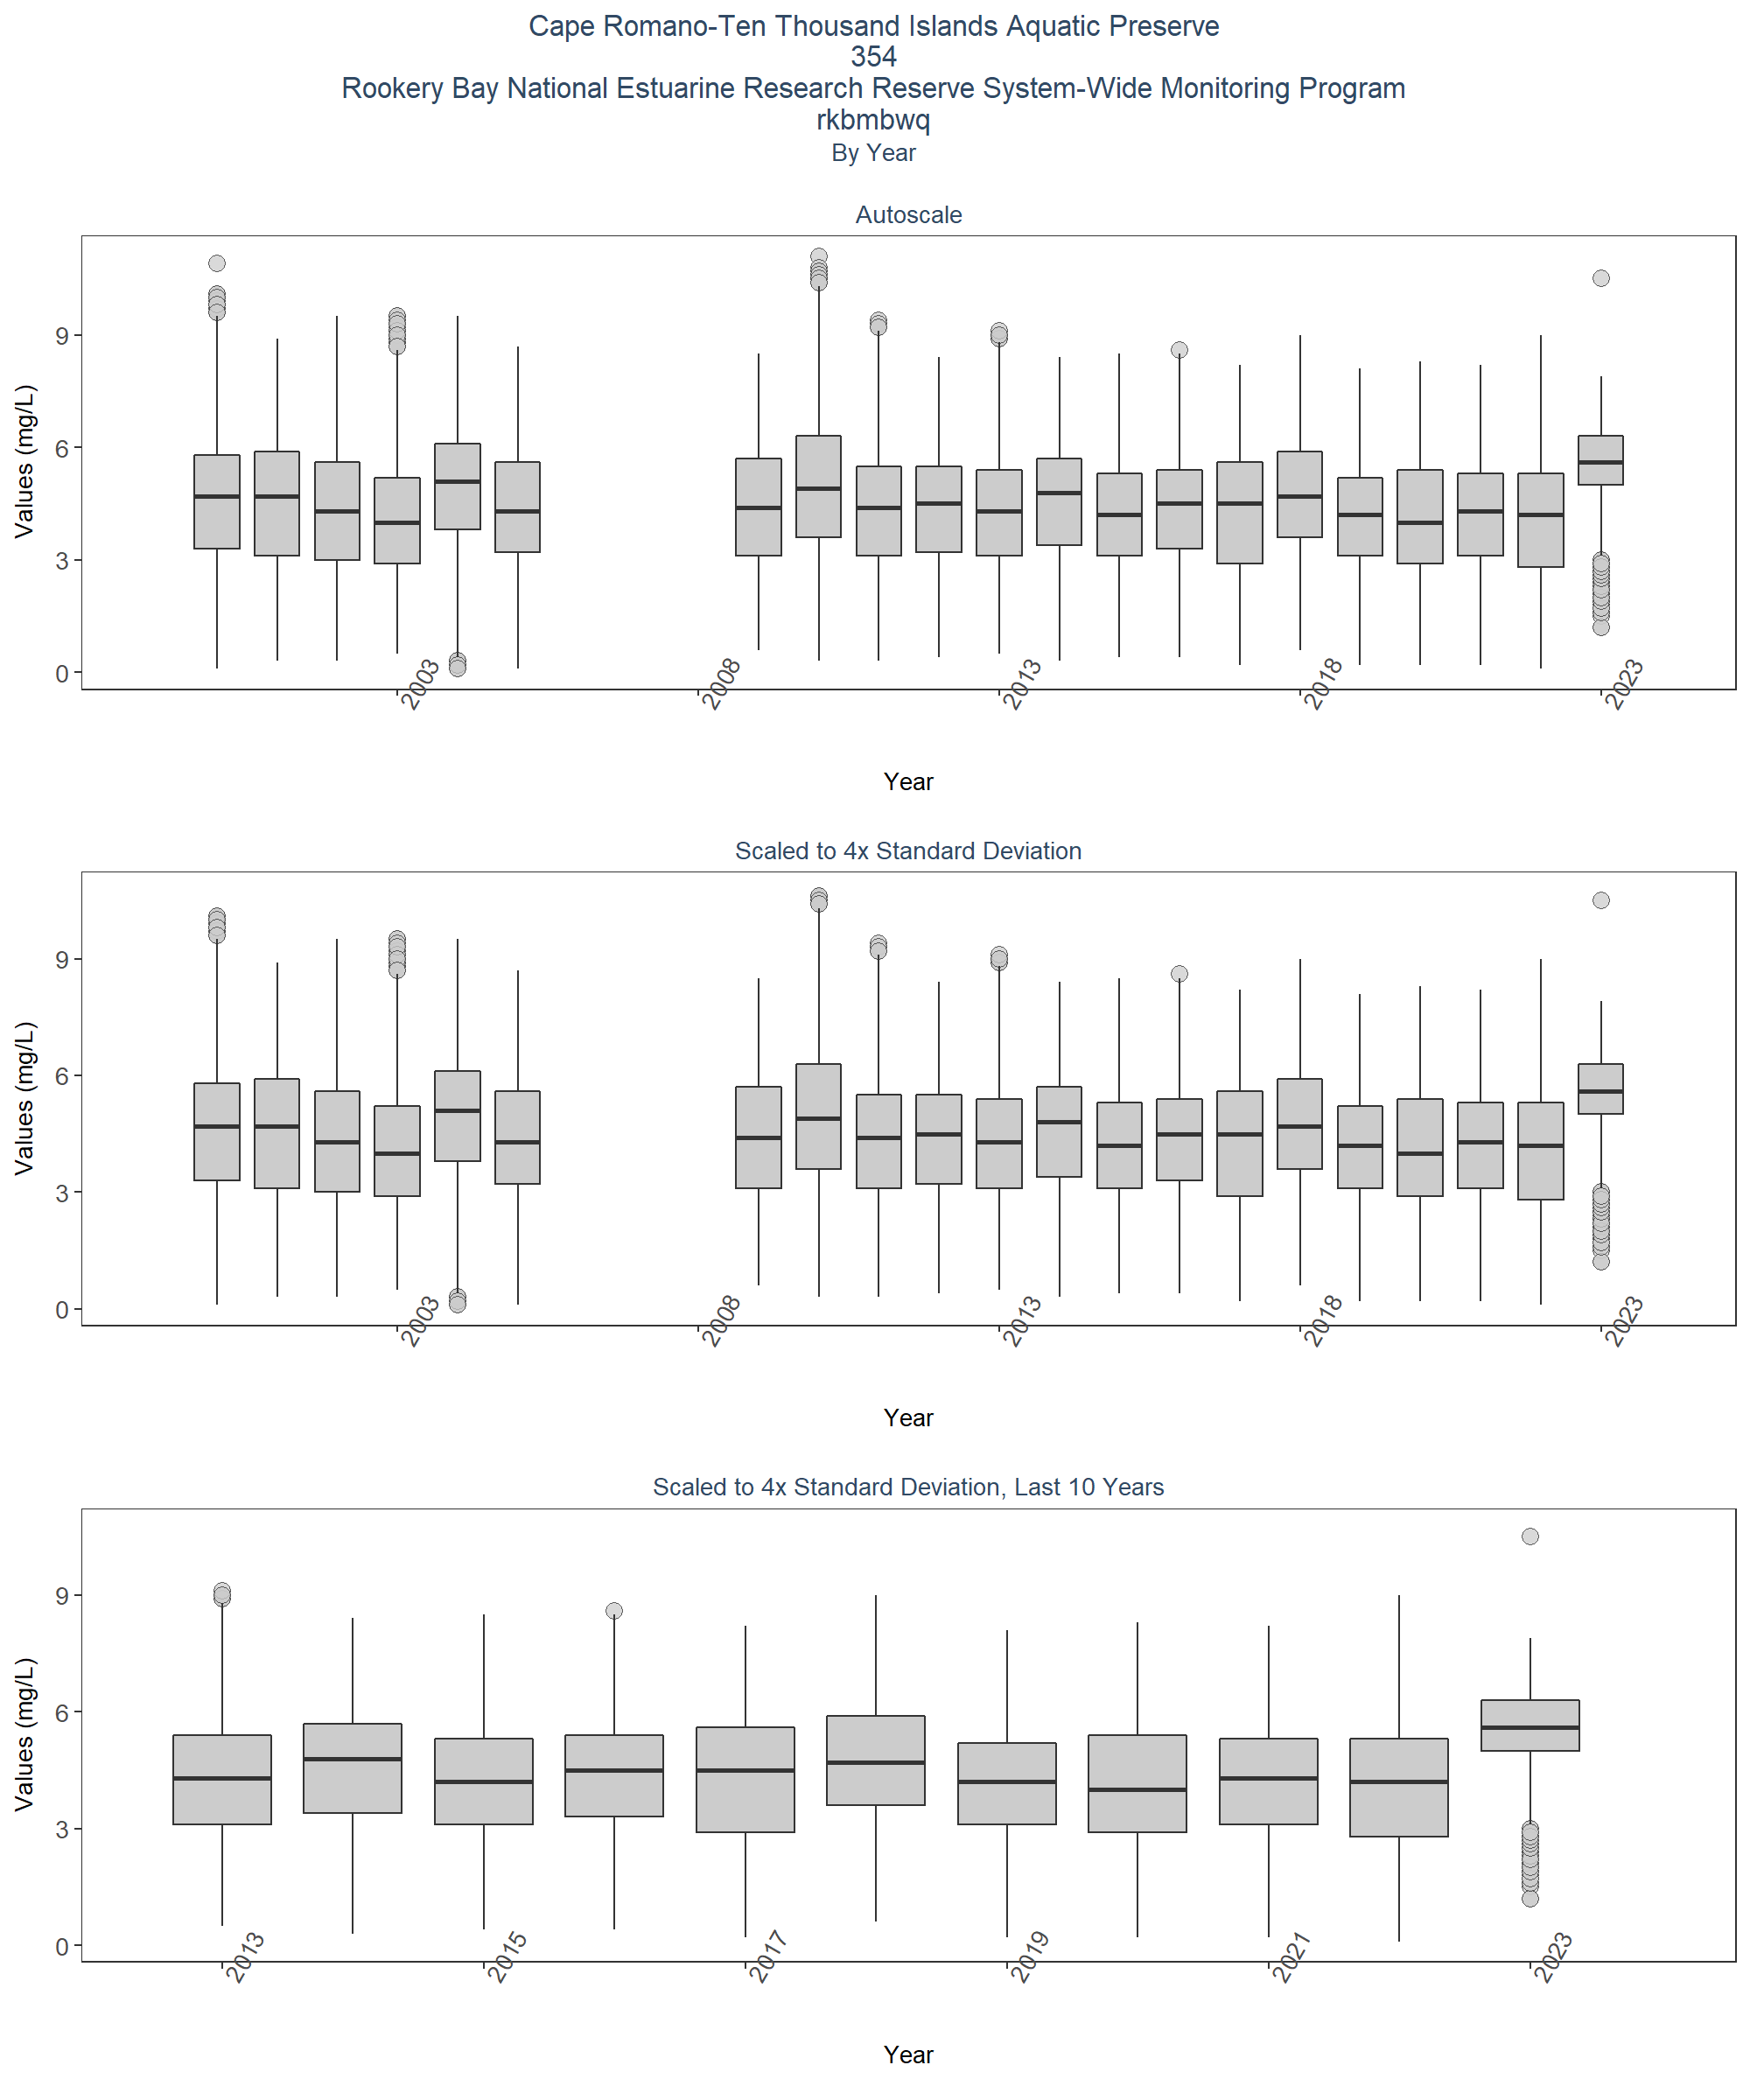 Cape Romano-Ten Thousand Islands Aquatic Preserve
354
Rookery Bay National Estuarine Research Reserve System-Wide Monitoring Program
rkbmbwq
By Year
Autoscale
Values (mg/L)
9
6
3
0
2003
2008
2013
2018
2023
Year
Scaled to 4x Standard Deviation
Values (mg/L)
9
6
3
0
2003
2008
2013
2018
2023
Year
Scaled to 4x Standard Deviation, Last 10 Years
Values (mg/L)
9
6
3
0
2013
2015
2017
2019
2021
2023
Year